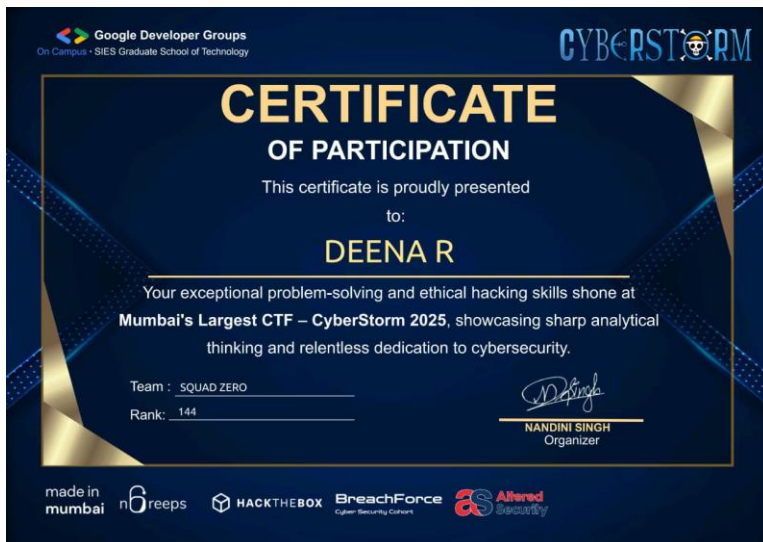 Google Developer Groups
On Campus • SIES Graduate School of Technology
CYBERSTORM
CERTIFICATE
OF PARTICIPATION
This certificate is proudly presented
to:
DEENA R
Your exceptional problem-solving and ethical hacking skills shone at
Mumbai's Largest CTF – CyberStorm 2025, showcasing sharp analytical
thinking and relentless dedication to cybersecurity.
Team : SQUAD ZERO
Rank: 144
NANDINI SINGH
Organizer
made in
mumbai
reeps
HACKTHEBOX
BreachForce
Cyber Security Cohort
as Altered
Security